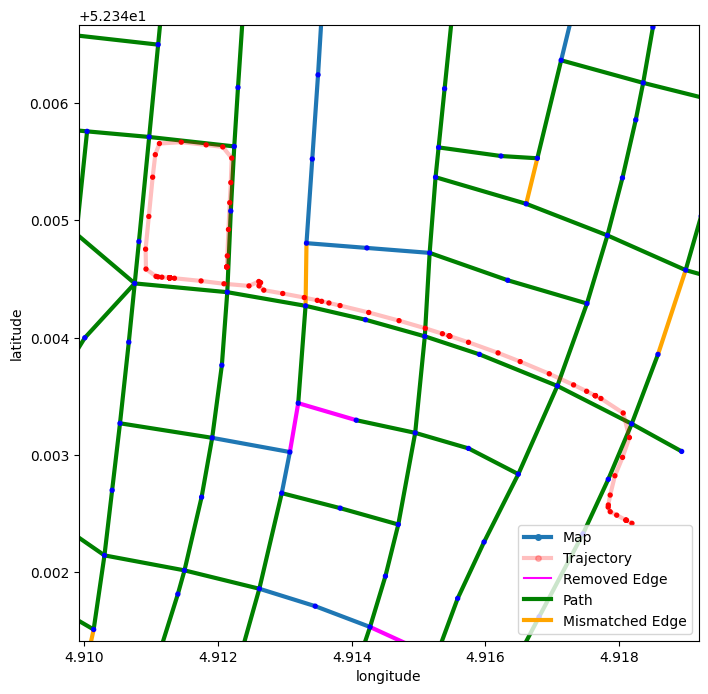 +5.234e1
0.006
0.005
0.004
0.003
0.002
latitude
4.910 4.912 4.914 4.916 4.918
longitude
Map
Trajectory
Removed Edge
Path
Mismatched Edge